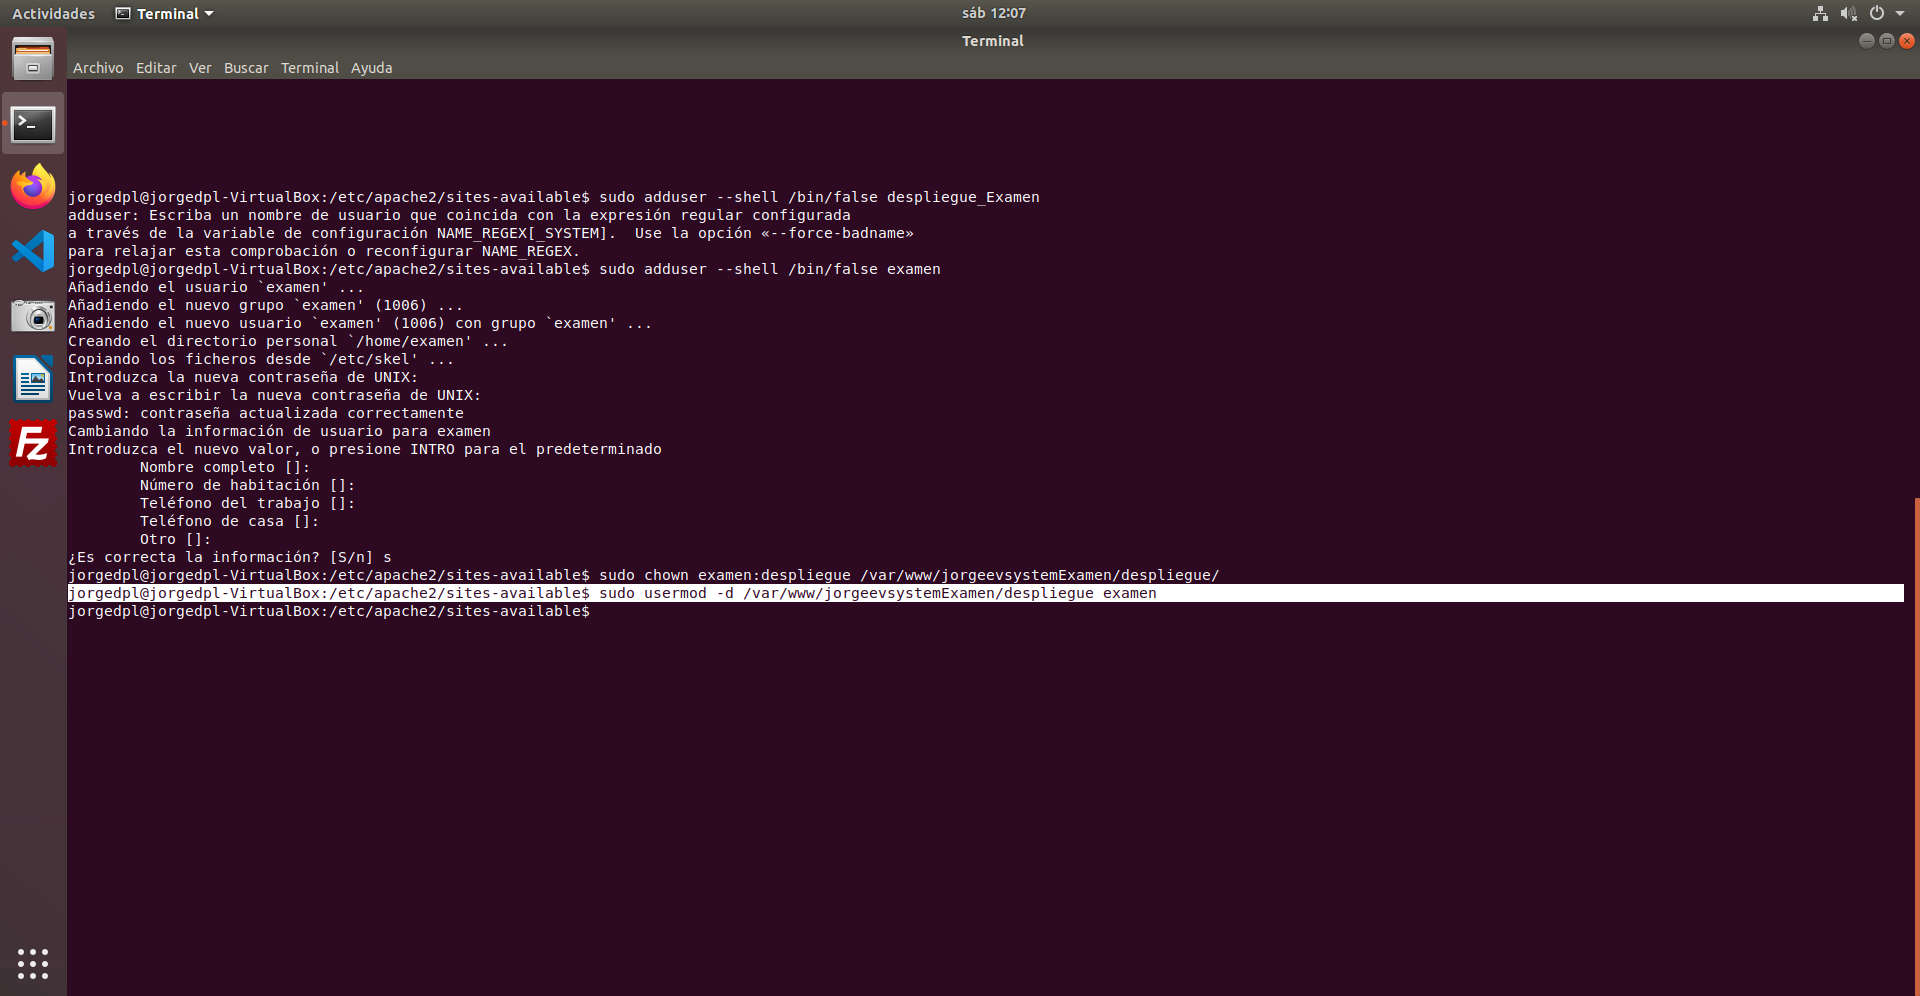 Actividades
Terminal
sáb 12:07
Terminal
Archivo Editar Ver Buscar Terminal Ayuda
jorgedpl@jorgedpl-VirtualBox:/etc/apache2/sites-available$ sudo adduser --shell /bin/false despliegue_Examen
adduser: Escriba un nombre de usuario que coincida con la expresión regular configurada
a través de la variable de configuración NAME_REGEX[_SYSTEM].  Use la opción «--force-badname»
para relajar esta comprobación o reconfigurar NAME_REGEX.
jorgedpl@jorgedpl-VirtualBox:/etc/apache2/sites-available$ sudo adduser --shell /bin/false examen
Añadiendo el usuario `examen' ...
Añadiendo el nuevo grupo `examen' (1006) ...
Añadiendo el nuevo usuario `examen' (1006) con grupo `examen' ...
Creando el directorio personal `/home/examen' ...
Copiando los ficheros desde `/etc/skel' ...
Introduzca la nueva contraseña de UNIX:
Vuelva a escribir la nueva contraseña de UNIX:
passwd: contraseña actualizada correctamente
Cambiando la información de usuario para examen
Introduzca el nuevo valor, o presione INTRO para el predeterminado
Nombre completo []:
Número de habitación []:
Teléfono del trabajo []:
Teléfono de casa []:
Otro []:
¿Es correcta la información? [S/n] s
jorgedpl@jorgedpl-VirtualBox:/etc/apache2/sites-available$ sudo chown examen:despliegue /var/www/jorgeevsystemExamen/despliegue/
jorgedpl@jorgedpl-VirtualBox:/etc/apache2/sites-available$ sudo usermod -d /var/www/jorgeevsystemExamen/despliegue examen
jorgedpl@jorgedpl-VirtualBox:/etc/apache2/sites-available$
Fz